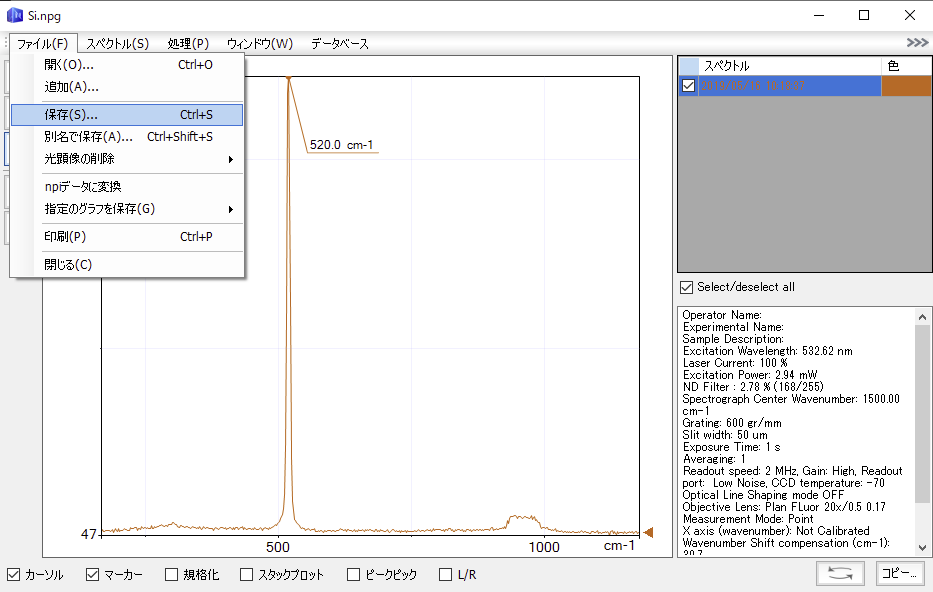 Si.npg
ファイル(F) スペクトル(S) 処理(P) ウィンドウ(W) データベース
開く(O)... Ctrl+O
追加(A)...
保存(S)... Ctrl+S
別名で保存(A)... Ctrl+Shift+S
光顕像の削除
npiデータに変換
指定のグラフを保存(G)
印刷(P) Ctrl+P
閉じる(C)
520.0 cm-1
47
500
1000
cm-1
スペクトル 色
Select/deselect all
Operator Name:
Experimental Name:
Sample Description:
Excitation Wavelength: 532.62 nm
Laser Current: 100 %
Excitation Power: 2.94 mW
ND Filter : 2.78 % (168/255)
Spectrograph Center Wavenumber: 1500.00
cm-1
Grating: 600 gr/mm
Slit width: 50 um
Exposure Time: 1 s
Averaging: 1
Readout speed: 2 MHz, Gain: High, Readout
port: Low Noise, CCD temperature: -70
Optical Line Shaping mode OFF
Objective Lens: Plan FLuor 20x/0.5 0.17
Measurement Mode: Point
X axis (wavenumber): Not Calibrated
Wavenumber Shift compensation (cm-1):
カーソル マーカー 規格化 スタックプロット ピークピック L/R
コピー...